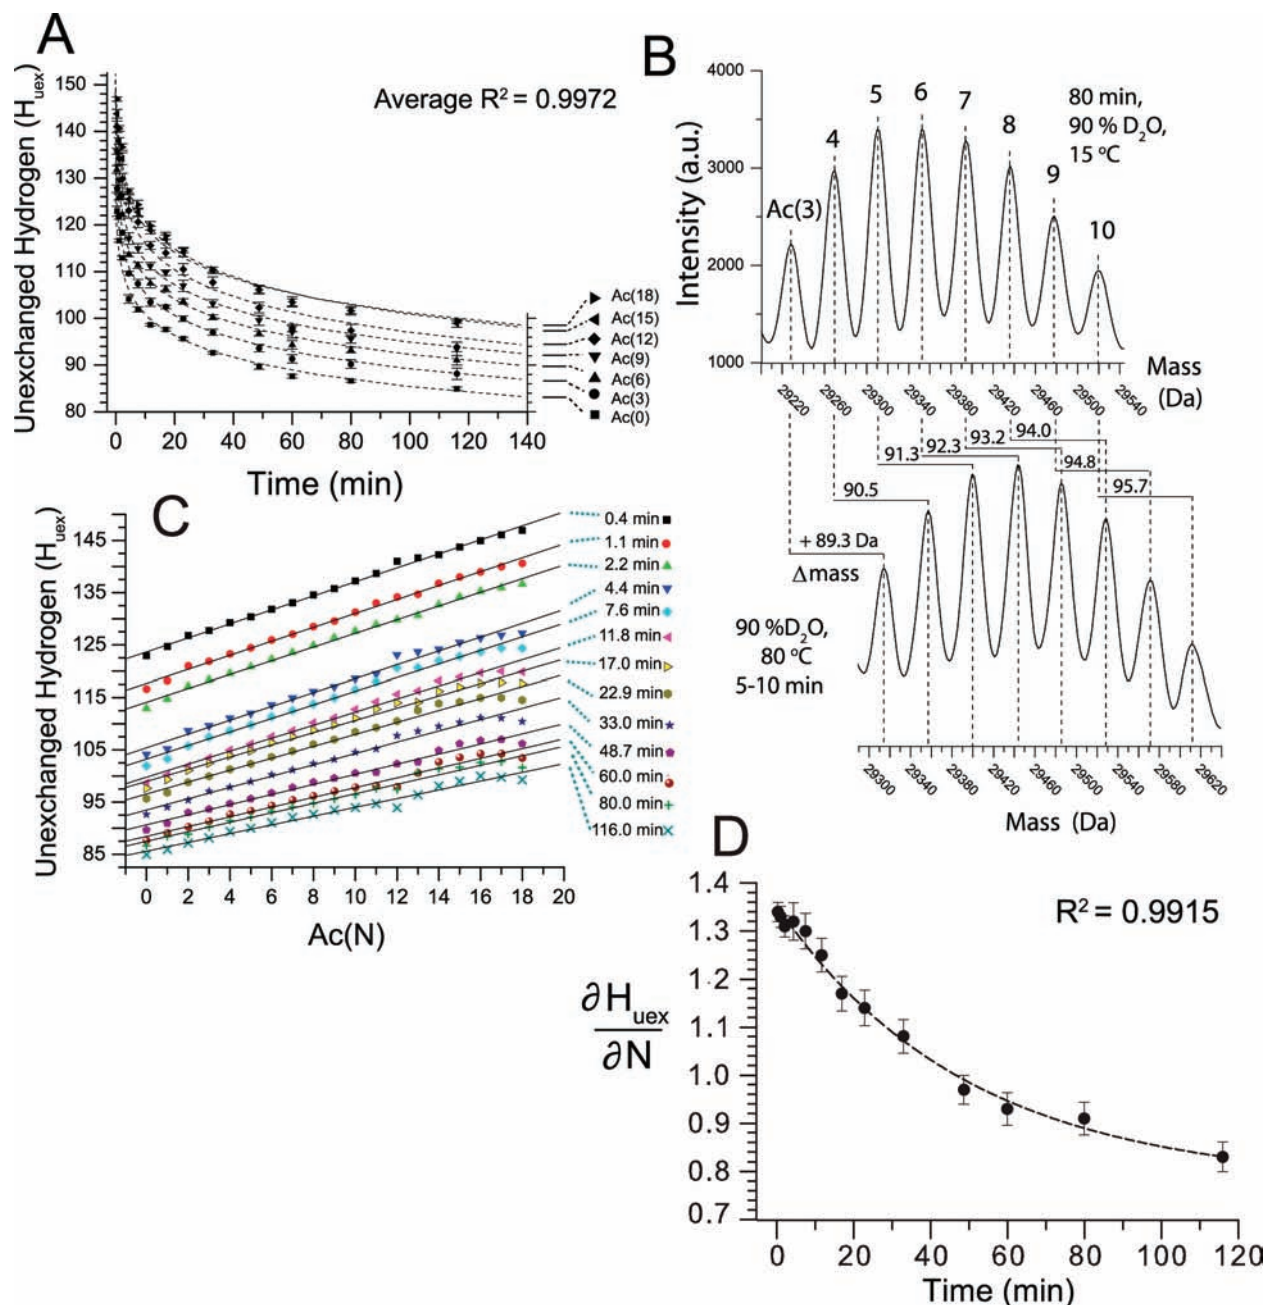 A
Average R² = 0.9972
Unexchanged Hydrogen (H_uex)
150
140
130
120
110
100
90
80
0 20 40 60 80 100 120 140
Time (min)
Ac(18)
Ac(15)
Ac(12)
Ac(9)
Ac(6)
Ac(3)
Ac(0)
B
80 min,
90 % D₂O,
15 ºC
Intensity (a.u.)
4000
3000
2000
1000
Ac(3) 4 5 6 7 8 9 10
29220 29260 29300 29340 29380 29420 29460 29500 29540
Mass
(Da)
+ 89.3 Da
90.5
91.3
92.3
93.2
94.0
94.8
95.7
Δmass
90 %D₂O,
80 ºC
5-10 min
29300 29340 29380 29420 29460 29500 29540 29580 29620
Mass (Da)
C
Unexchanged Hydrogen (H_uex)
145
135
125
115
105
95
85
0 2 4 6 8 10 12 14 16 18 20
Ac(N)
0.4 min
1.1 min
2.2 min
4.4 min
7.6 min
11.8 min
17.0 min
22.9 min
33.0 min
48.7 min
60.0 min
80.0 min
116.0 min
D
R² = 0.9915
∂H_uex
∂N
1.4
1.3
1.2
1.1
1.0
0.9
0.8
0.7
0 20 40 60 80 100 120
Time (min)